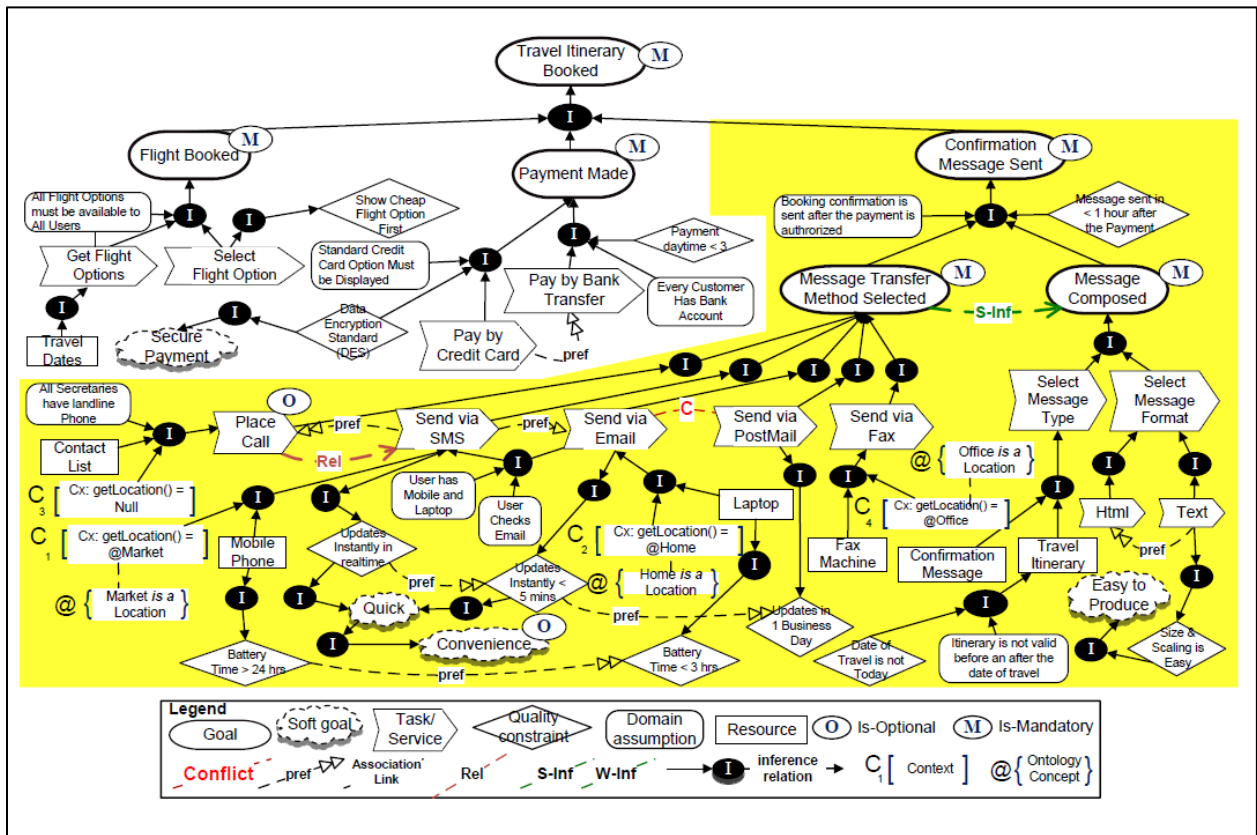 Travel Itinerary
Booked
M
I
Flight Booked
M
Payment Made
M
Confirmation
Message Sent
M
All Flight Options
must be available to
All Users
I
I
Show Cheap
Flight Option
First
Get Flight
Options
Select
Flight Option
Standard Credit
Card Option Must
be Displayed
I
I
Payment
daytime < 3
Booking confirmation is
sent after the payment is
authrorized
I
Message sent in
< 1 hour after
the Payment
I
Travel
Dates
I
Secure
Payment
Data
Encryption
Standard
(DES)
Pay by
Credit Card
Pay by Bank
Transfer
pref
Every Customer
Has Bank
Account
Message Transfer
Method Selected
M
S-Inf
Message
Composed
M
I
I
I
I
I
I
All Secretaries
have landline
Phone
Contact
List
I
O
Place
Call
pref
Rel
Send via
SMS
pref
Send via
Email
C
Send via
PostMail
Send via
Fax
Select
Message
Type
Select
Message
Format
C3 [ Cx: getLocation() =
Null ]
C1 [ Cx: getLocation() =
@Market ]
@ { Market is a
Location }
I
Mobile
Phone
I
I
User has
Mobile and
Laptop
I
User
Checks
Email
I
I
C2 [ Cx: getLocation() =
@Home ]
@ { Home is a
Location }
Laptop
I
I
I
Fax
Machine
@ { Office is a
Location }
C4 [ Cx: getLocation() =
@Office ]
I
Confirmation
Message
Travel
Itinerary
Html
Text
pref
I
Updates
Instantly in
realtime
pref
Updates
Instantly <
5 mins
pref
Updates in
1 Business
Day
I
Quick
I
I
Convenience
O
Battery
Time > 24 hrs
pref
Battery
Time < 3 hrs
I
Date of
Travel is not
Today
Itinerary is not valid
before an after the
date of travel
Easy to
Produce
I
Size &
Scaling is
Easy
Legend
Goal
Soft goal
Task/
Service
Quality
constraint
Domain
assumption
Resource
O Is-Optional
M Is-Mandatory
Conflict
pref
Association
Link
Rel
S-Inf
W-Inf
I
inference
relation
C1 [ Context ]
@ { Ontology
Concept }